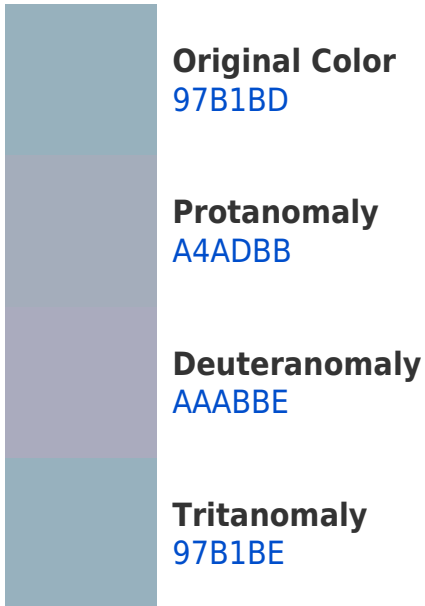 Original Color
97B1BD
Protanomaly
A4ADBB
Deuteranomaly
AAABBE
Tritanomaly
97B1BE